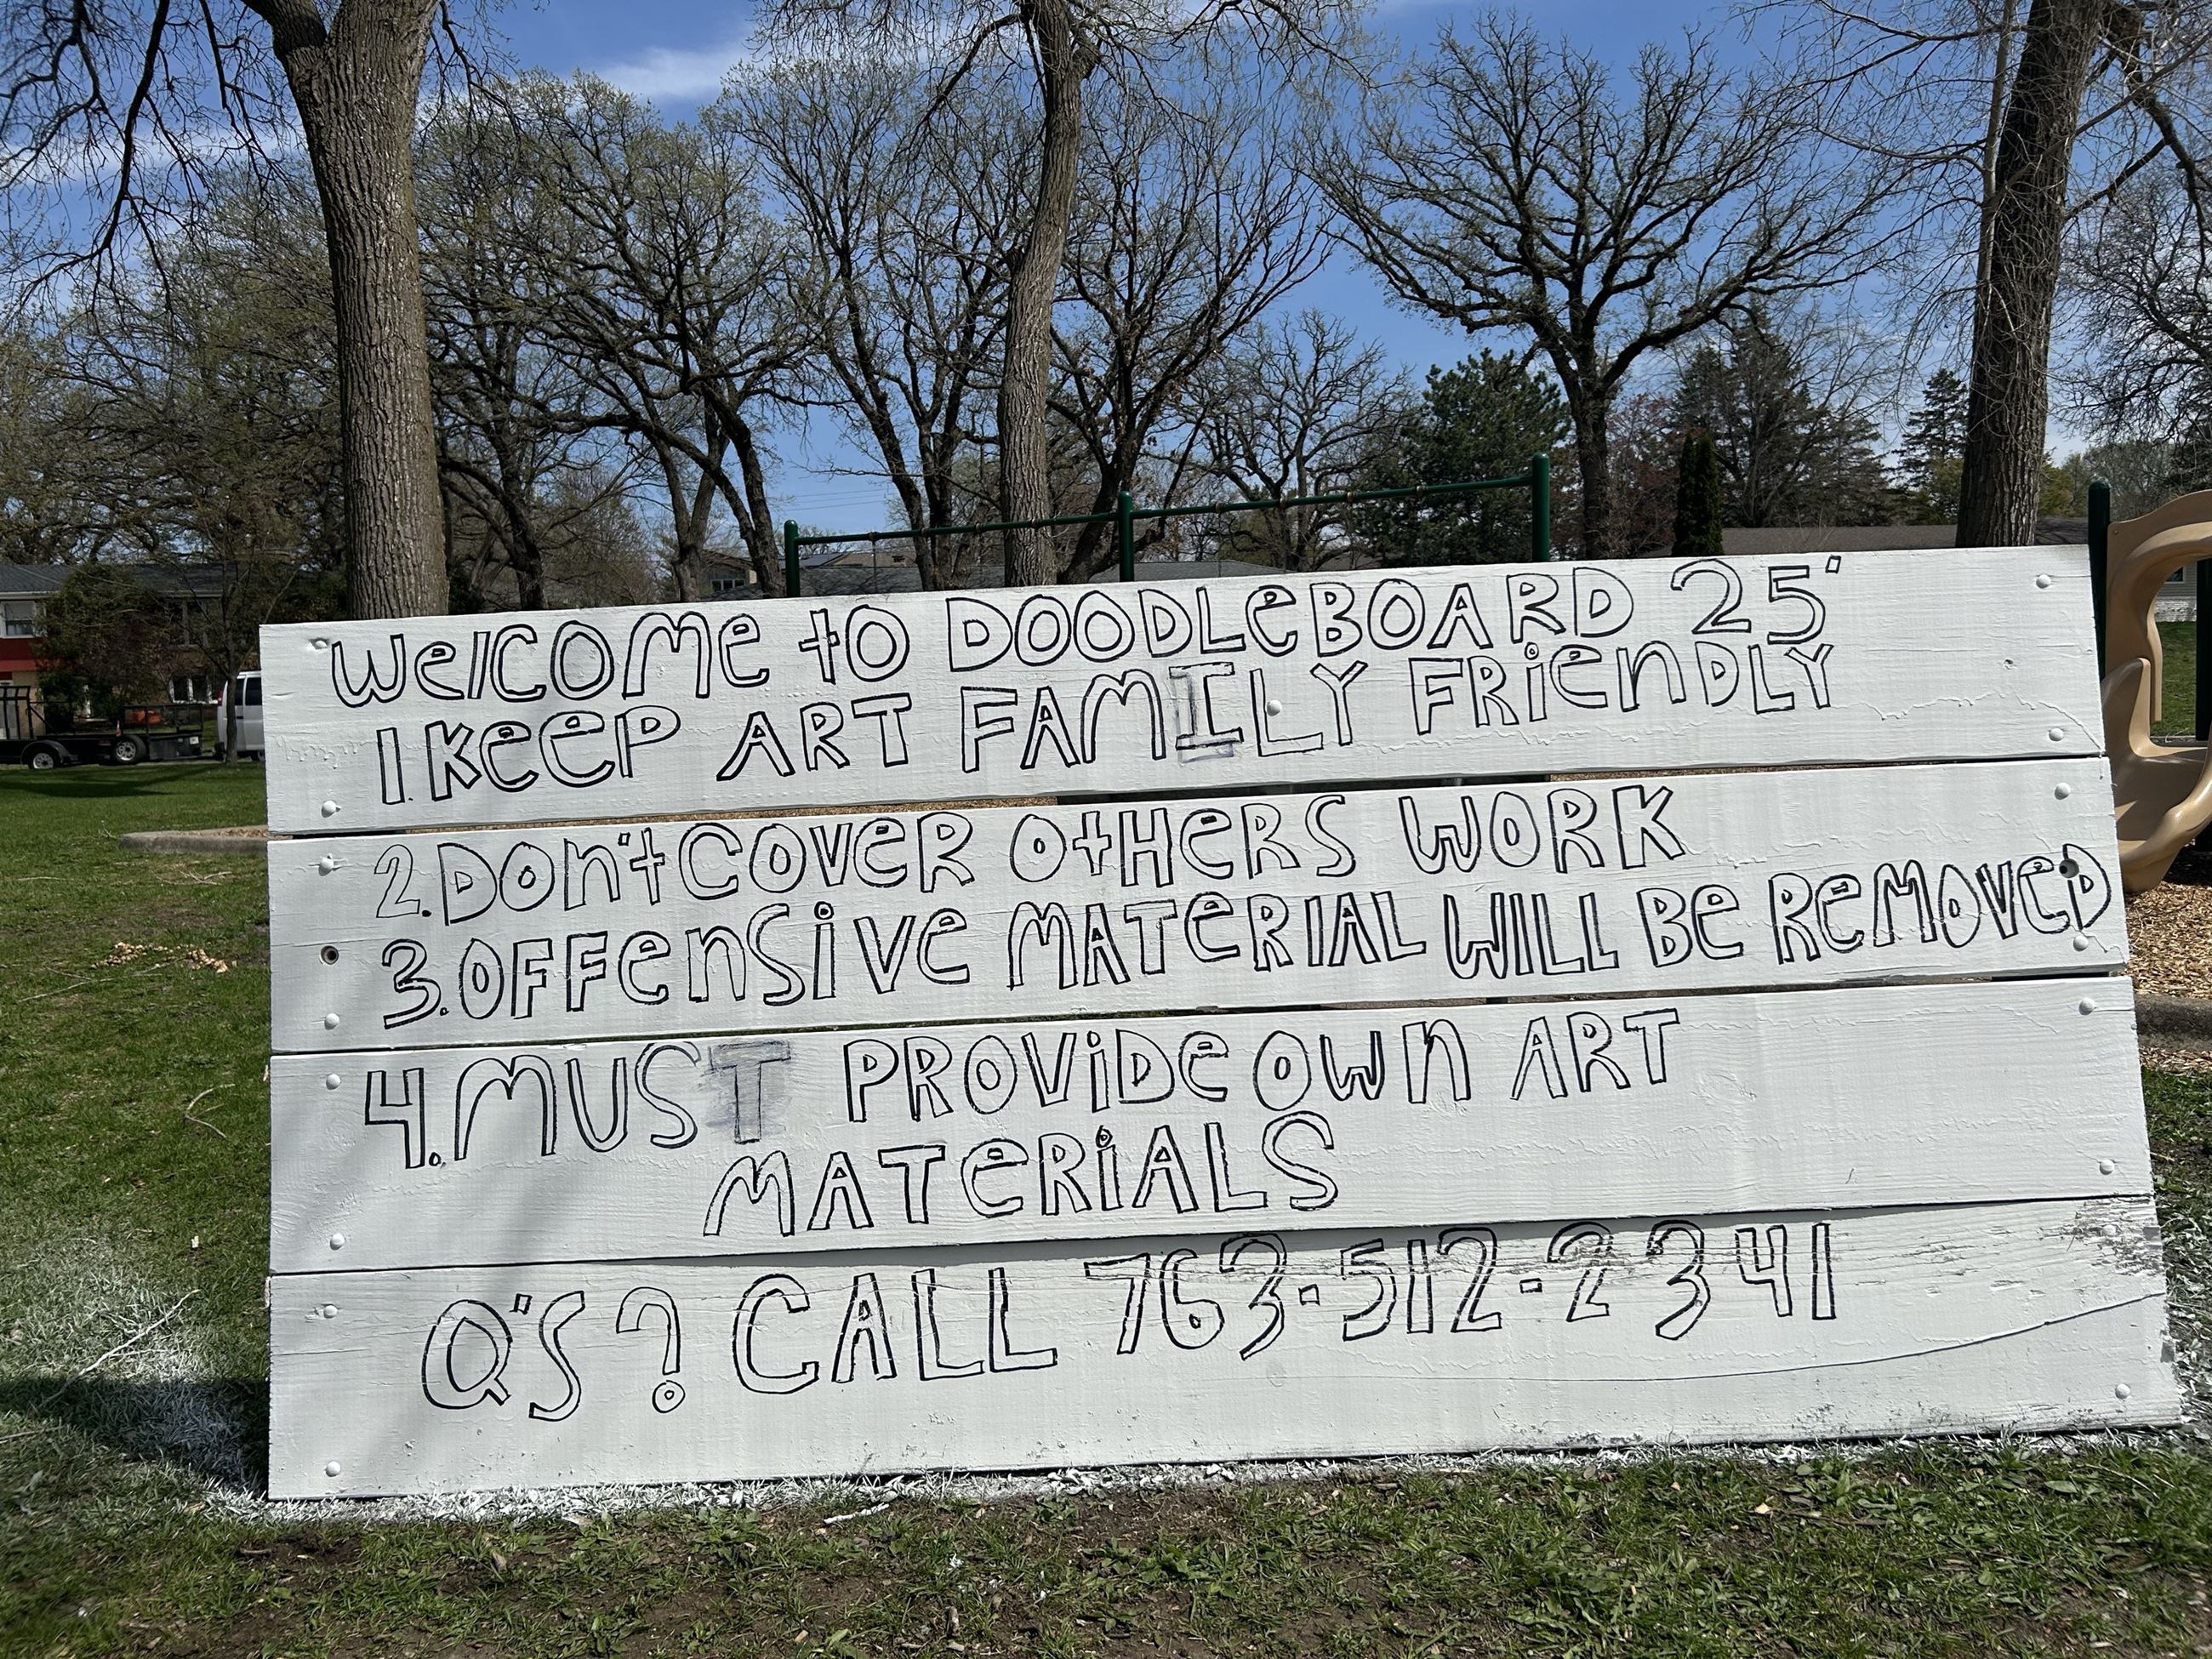 Welcome to DOODLeBOARD 25'
1. KeeP ART FAMILY FRienDLY
2. DOn't COVeR OtHeRS WORK
3. OFFenSiVe MATeRIAL WILL Be ReMOVeD
4. MUST PROViDe OWn ART
MATeRiALS
Q'S? CALL 763-512-2341